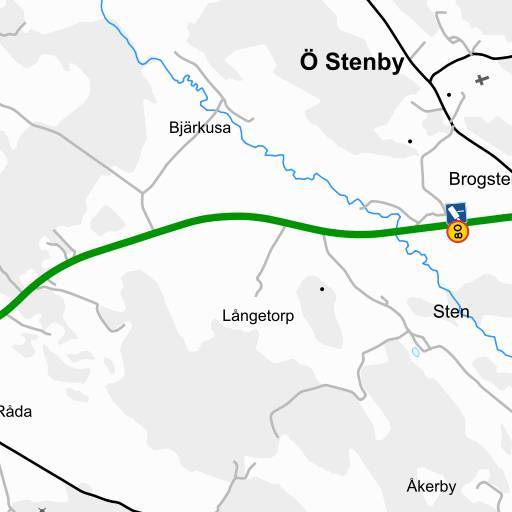 Ö Stenby
Bjärkusa
Brogste
80
Långetorp
Sten
Råda
Åkerby